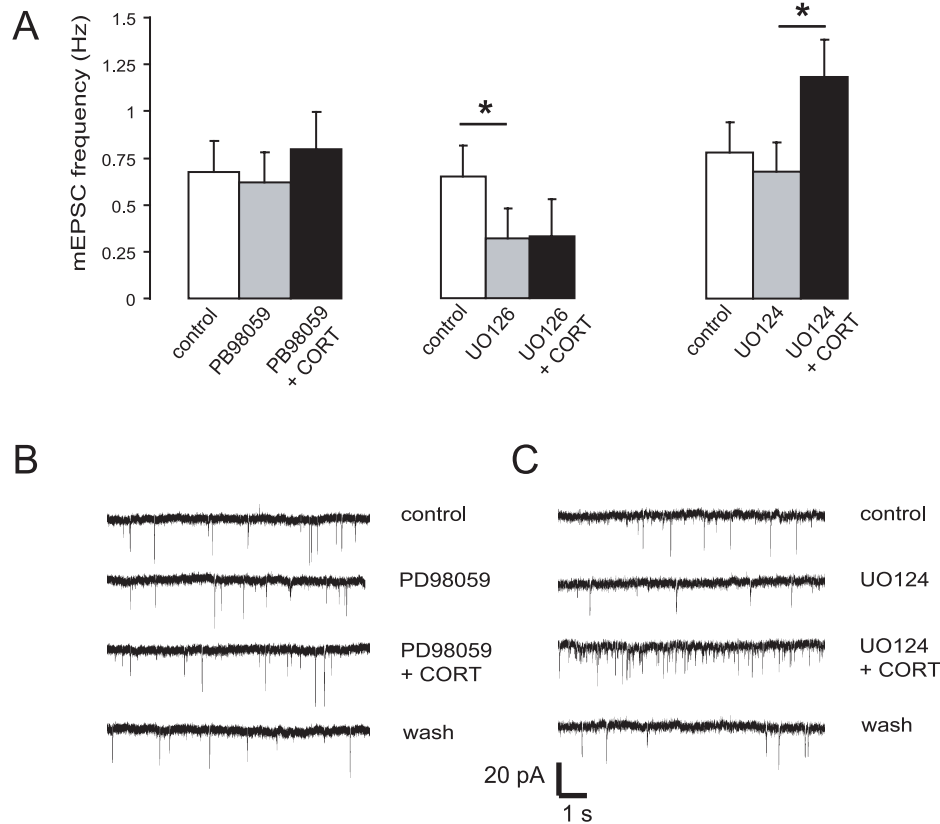 A
mEPSC frequency (Hz)
1.5
1.25
1
0.75
0.5
0.25
0
*
*
control
PB98059
PB98059
+ CORT
control
UO126
UO126
+ CORT
control
UO124
UO124
+ CORT
B
control
PD98059
PD98059
+ CORT
wash
C
control
UO124
UO124
+ CORT
wash
20 pA
1 s